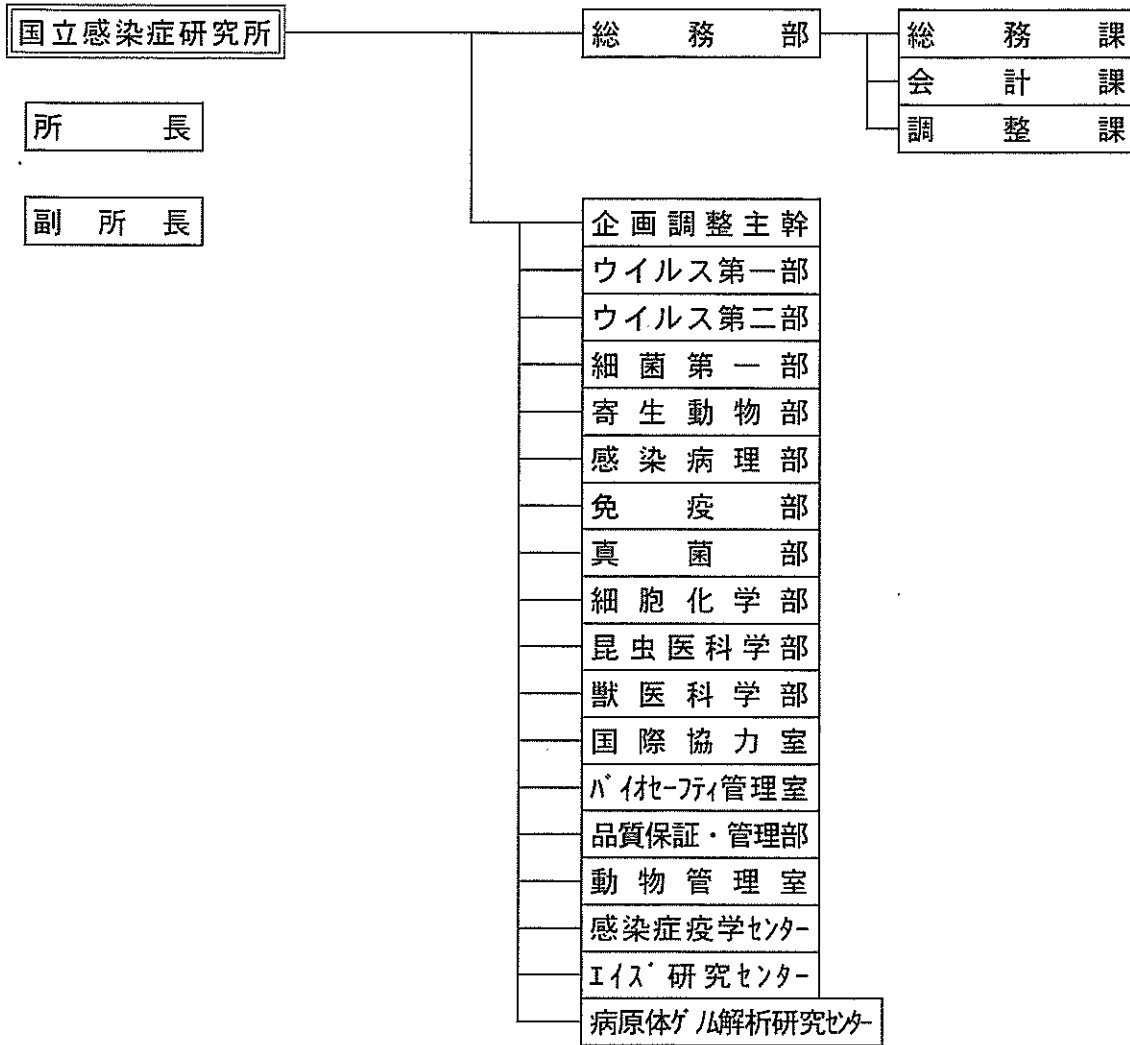 国立感染症研究所
総務部
総務課
会計課
調整課
所長
副所長
企画調整主幹
ウイルス第一部
ウイルス第二部
細菌第一部
寄生動物部
感染病理部
免疫部
真菌部
細胞化学部
昆虫医科学部
獣医科学部
国際協力室
ﾊﾞｲｵｾｰﾌﾃｨ管理室
品質保証・管理部
動物管理室
感染症疫学ｾﾝﾀｰ
ｴｲｽﾞ研究ｾﾝﾀｰ
病原体ｹﾞﾉﾑ解析研究ｾﾝﾀｰ